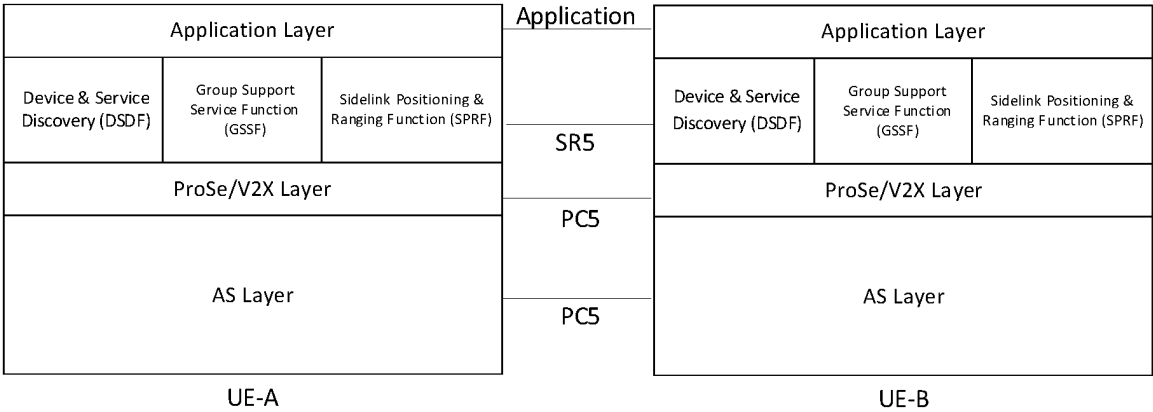 Application Layer
Device & Service
Discovery (DSDF)
Group Support
Service Function
(GSSF)
Sidelink Positioning &
Ranging Function (SPRF)
ProSe/V2X Layer
AS Layer
UE-A
Application
SR5
PC5
PC5
Application Layer
Device & Service
Discovery (DSDF)
Group Support
Service Function
(GSSF)
Sidelink Positioning &
Ranging Function (SPRF)
ProSe/V2X Layer
AS Layer
UE-B